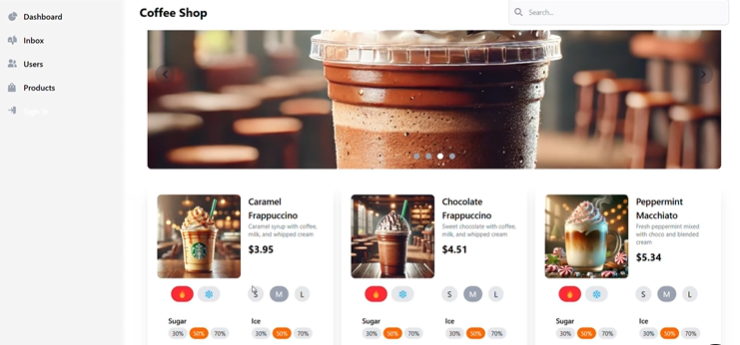 Dashboard
Coffee Shop
Search...
Inbox
Users
Products
Sign In
Caramel
Frappuccino
Caramel syrup with coffee,
milk, and whipped cream
$3.95
S M L
Sugar Ice
30% 50% 70% 30% 50% 70%
Chocolate
Frappuccino
Sweet chocolate with coffee,
milk, and whipped cream
$4.51
S M L
Sugar Ice
30% 50% 70% 30% 50% 70%
Peppermint
Macchiato
Fresh peppermint mixed
with choco and blended
cream
$5.34
S M L
Sugar Ice
30% 50% 70% 30% 50% 70%